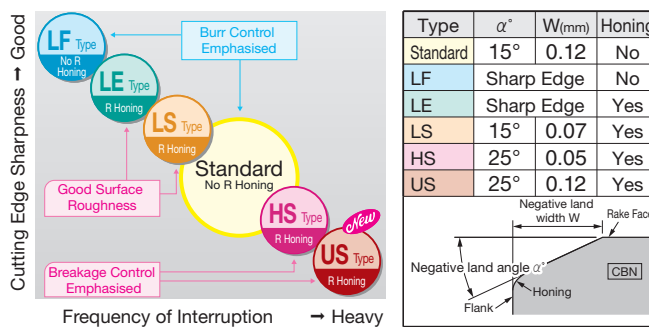 Cutting Edge Sharpness → Good
LF Type
No R
Honing
LE Type
R Honing
LS Type
R Honing
Standard
No R Honing
HS Type
R Honing
New
US Type
R Honing
Burr Control
Emphasised
Good Surface
Roughness
Breakage Control
Emphasised
Frequency of Interruption → Heavy
Type α° W(mm) Honing
Standard 15° 0.12 No
LF Sharp Edge No
LE Sharp Edge Yes
LS 15° 0.07 Yes
HS 25° 0.05 Yes
US 25° 0.12 Yes
Negative land
width W
Rake Face
Negative land angle α°
CBN
Honing
Flank